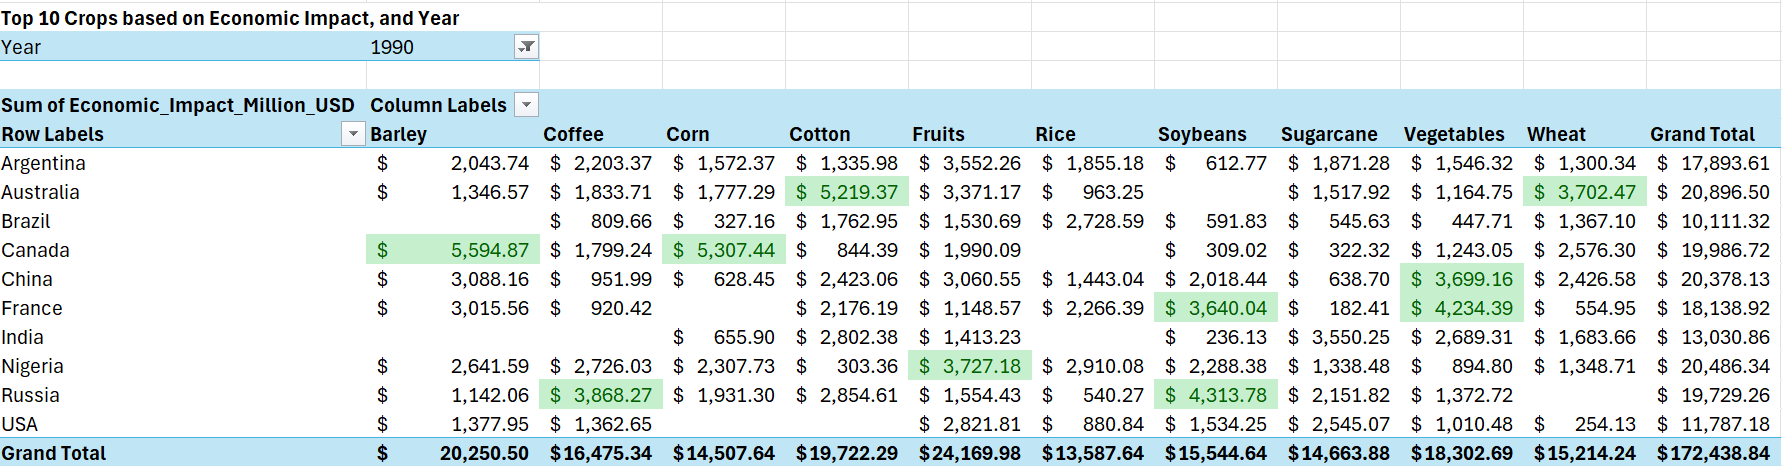 Top 10 Crops based on Economic Impact, and Year
Year 1990
Sum of Economic_Impact_Million_USD Column Labels
Row Labels Barley Coffee Corn Cotton Fruits Rice Soybeans Sugarcane Vegetables Wheat Grand Total
Argentina $ 2,043.74 $ 2,203.37 $ 1,572.37 $ 1,335.98 $ 3,552.26 $ 1,855.18 $ 612.77 $ 1,871.28 $ 1,546.32 $ 1,300.34 $ 17,893.61
Australia $ 1,346.57 $ 1,833.71 $ 1,777.29 $ 5,219.37 $ 3,371.17 $ 963.25 $ 1,517.92 $ 1,164.75 $ 3,702.47 $ 20,896.50
Brazil $ 809.66 $ 327.16 $ 1,762.95 $ 1,530.69 $ 2,728.59 $ 591.83 $ 545.63 $ 447.71 $ 1,367.10 $ 10,111.32
Canada $ 5,594.87 $ 1,799.24 $ 5,307.44 $ 844.39 $ 1,990.09 $ 309.02 $ 322.32 $ 1,243.05 $ 2,576.30 $ 19,986.72
China $ 3,088.16 $ 951.99 $ 628.45 $ 2,423.06 $ 3,060.55 $ 1,443.04 $ 2,018.44 $ 638.70 $ 3,699.16 $ 2,426.58 $ 20,378.13
France $ 3,015.56 $ 920.42 $ 2,176.19 $ 1,148.57 $ 2,266.39 $ 3,640.04 $ 182.41 $ 4,234.39 $ 554.95 $ 18,138.92
India $ 655.90 $ 2,802.38 $ 1,413.23 $ 236.13 $ 3,550.25 $ 2,689.31 $ 1,683.66 $ 13,030.86
Nigeria $ 2,641.59 $ 2,726.03 $ 2,307.73 $ 303.36 $ 3,727.18 $ 2,910.08 $ 2,288.38 $ 1,338.48 $ 894.80 $ 1,348.71 $ 20,486.34
Russia $ 1,142.06 $ 3,868.27 $ 1,931.30 $ 2,854.61 $ 1,554.43 $ 540.27 $ 4,313.78 $ 2,151.82 $ 1,372.72 $ 19,729.26
USA $ 1,377.95 $ 1,362.65 $ 2,821.81 $ 880.84 $ 1,534.25 $ 2,545.07 $ 1,010.48 $ 254.13 $ 11,787.18
Grand Total $ 20,250.50 $16,475.34 $14,507.64 $19,722.29 $24,169.98 $13,587.64 $15,544.64 $14,663.88 $18,302.69 $15,214.24 $172,438.84